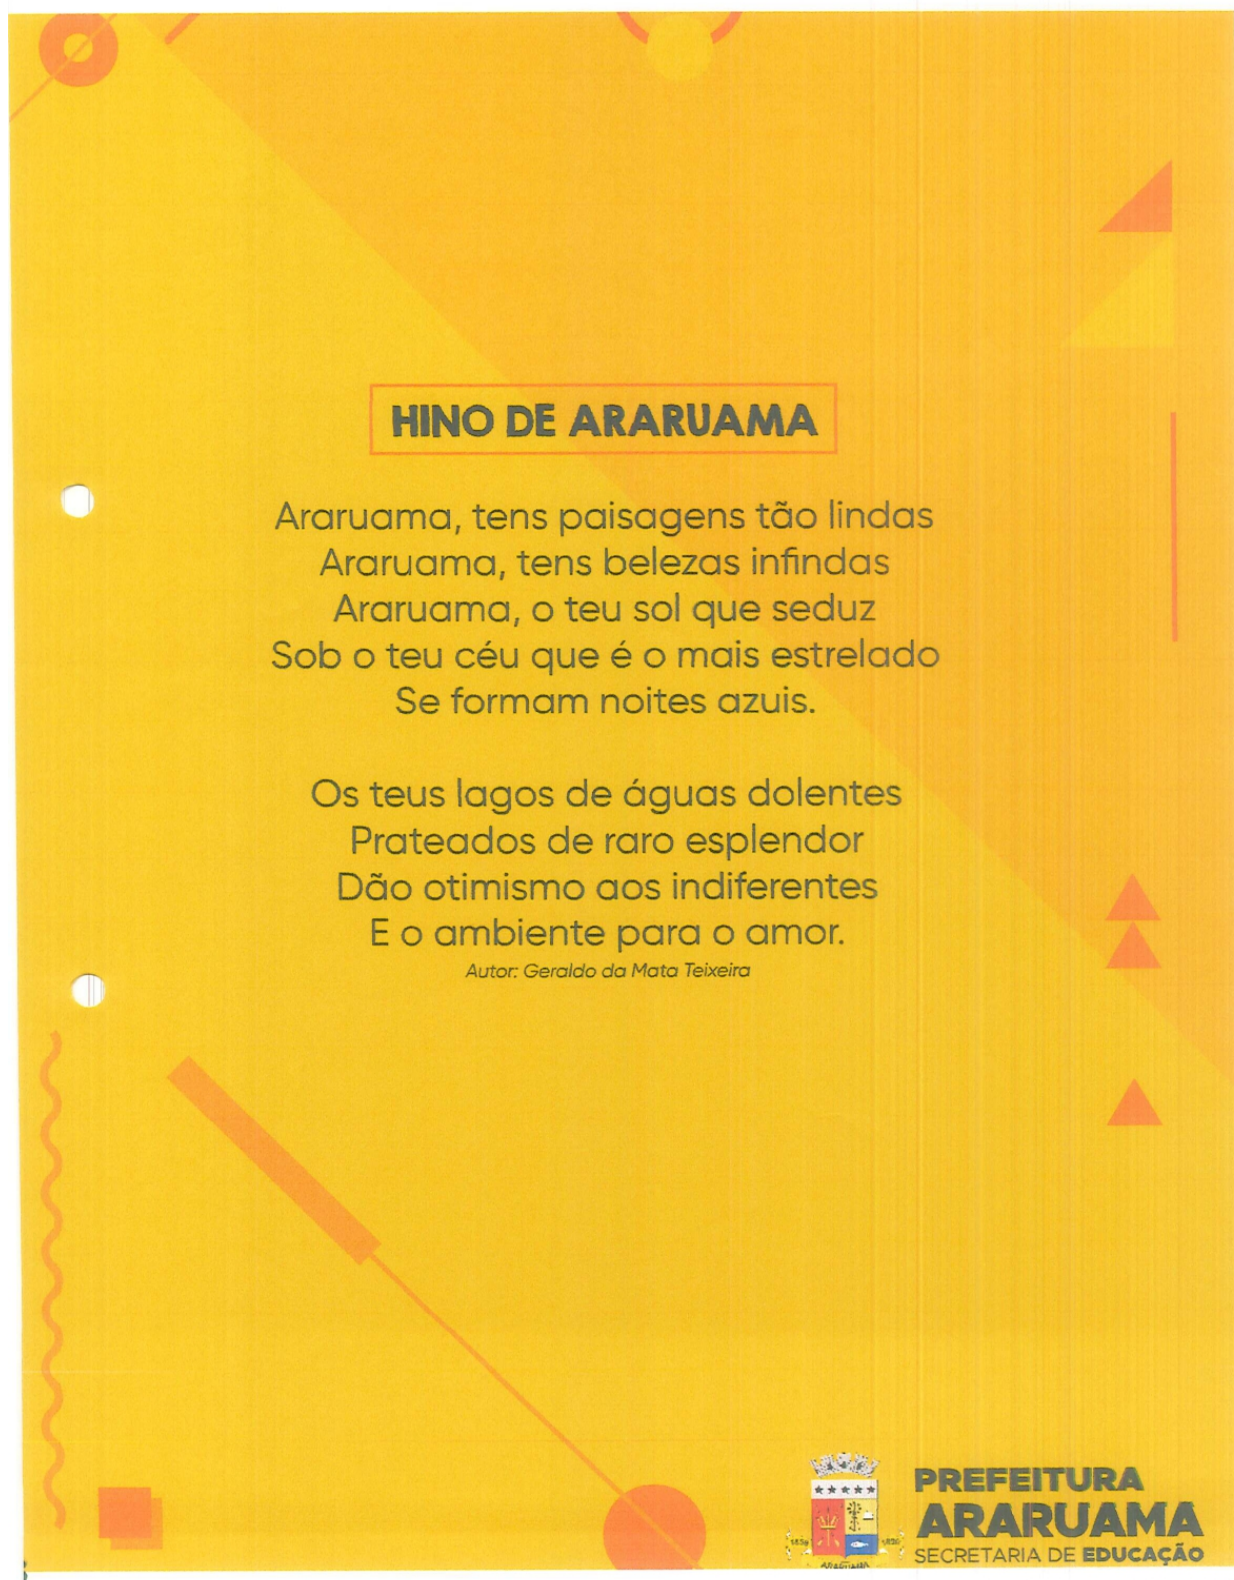 HINO DE ARARUAMA
Araruama, tens paisagens tão lindas
Araruama, tens belezas infindas
Araruama, o teu sol que seduz
Sob o teu céu que é o mais estrelado
Se formam noites azuis.
Os teus lagos de águas dolentes
Prateados de raro esplendor
Dão otimismo aos indiferentes
E o ambiente para o amor.
Autor: Geraldo da Mata Teixeira
PREFEITURA
ARARUAMA
SECRETARIA DE EDUCAÇÃO